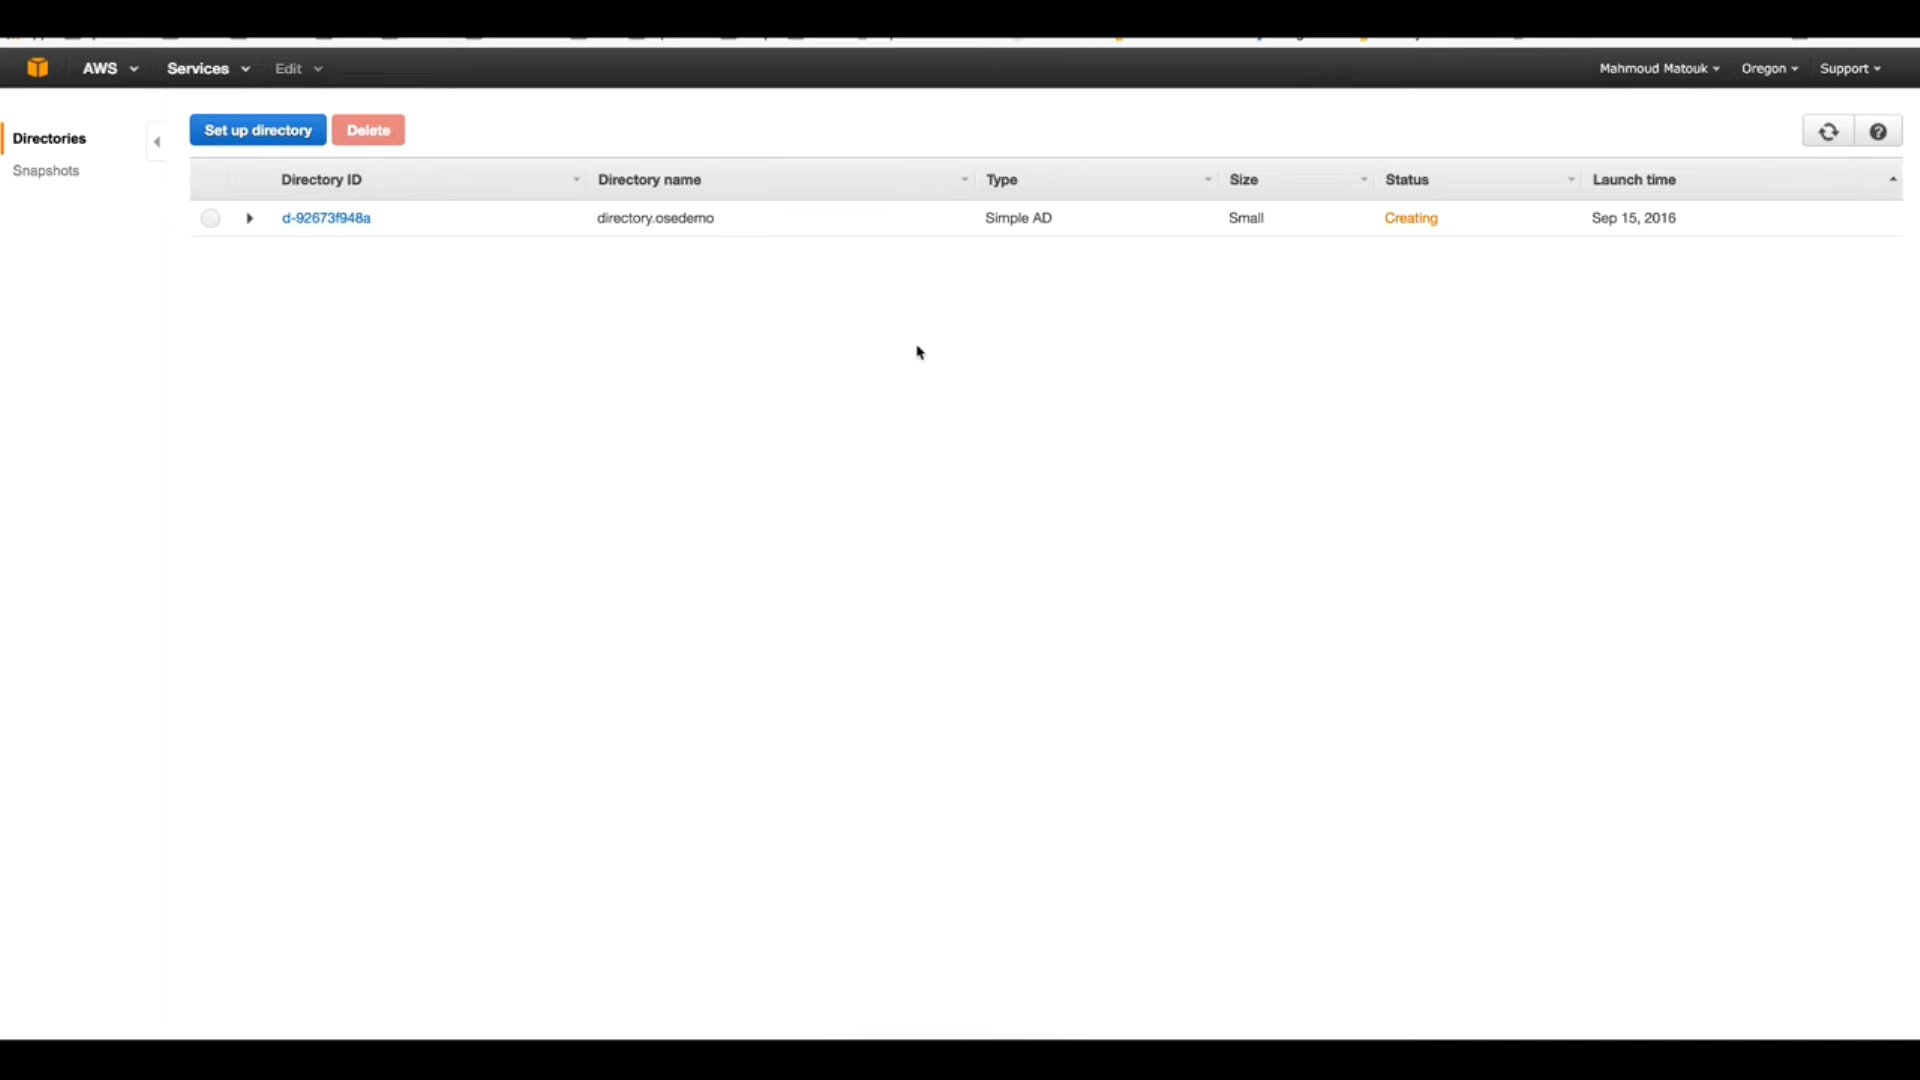 AWS Services Edit Mahmoud Matouk Oregon Support
Directories
Snapshots
Set up directory Delete
Directory ID Directory name Type Size Status Launch time
d-92673f948a directory.osedemo Simple AD Small Creating Sep 15, 2016